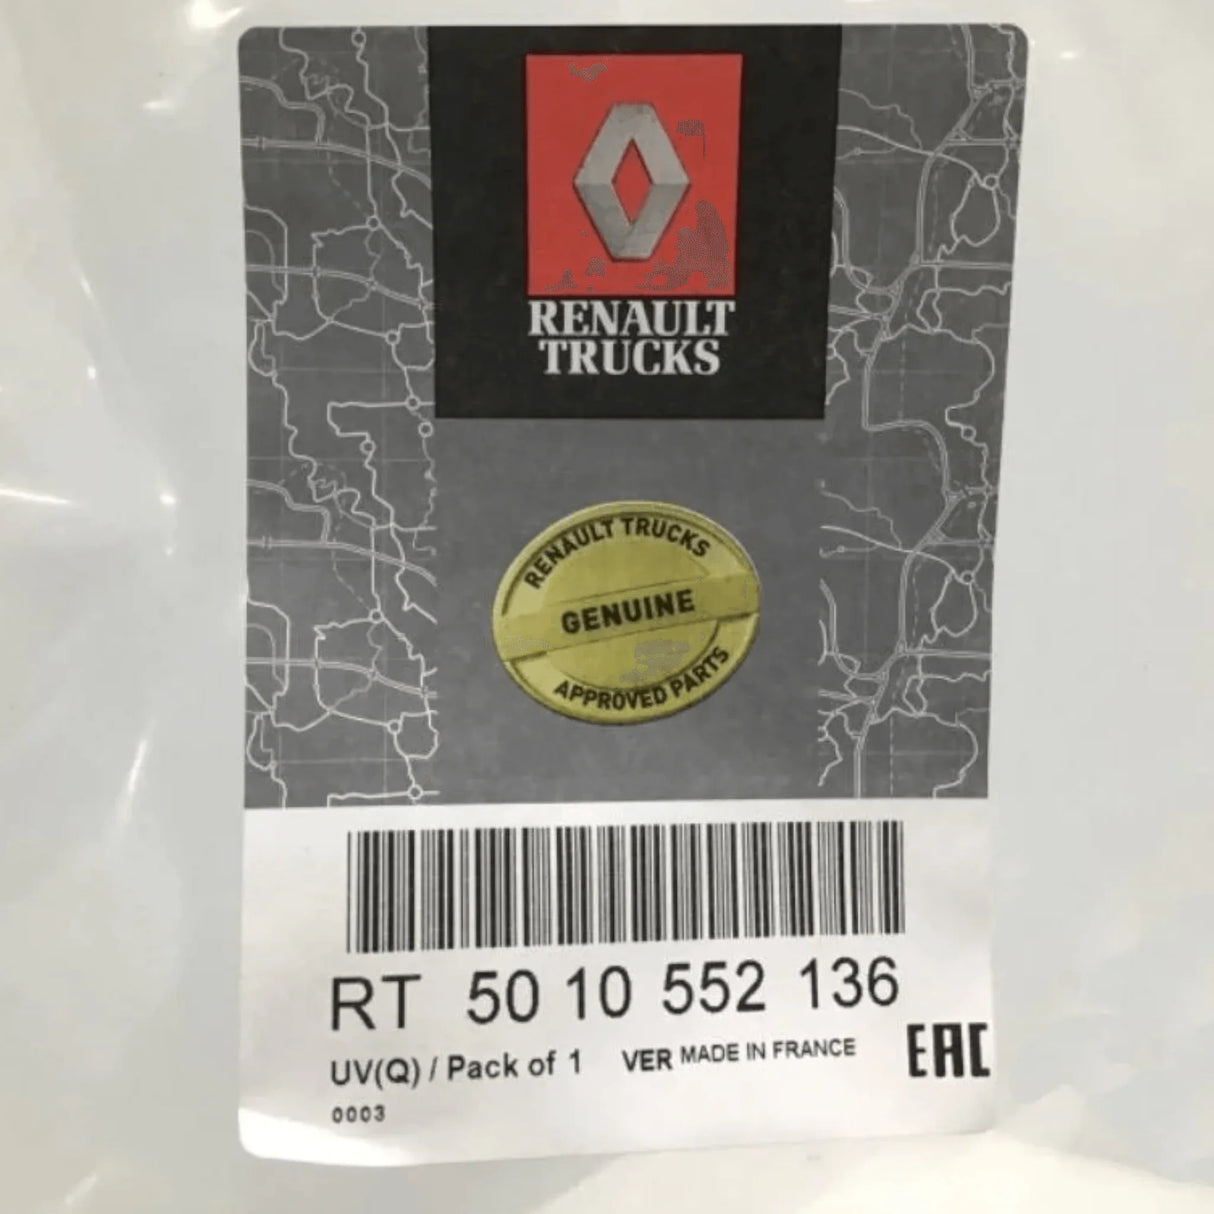 RENAULT
TRUCKS
RENAULT TRUCKS
GENUINE
APPROVED PARTS
RT 50 10 552 136
UV(Q) / Pack of 1 VER MADE IN FRANCE
EAC
0003